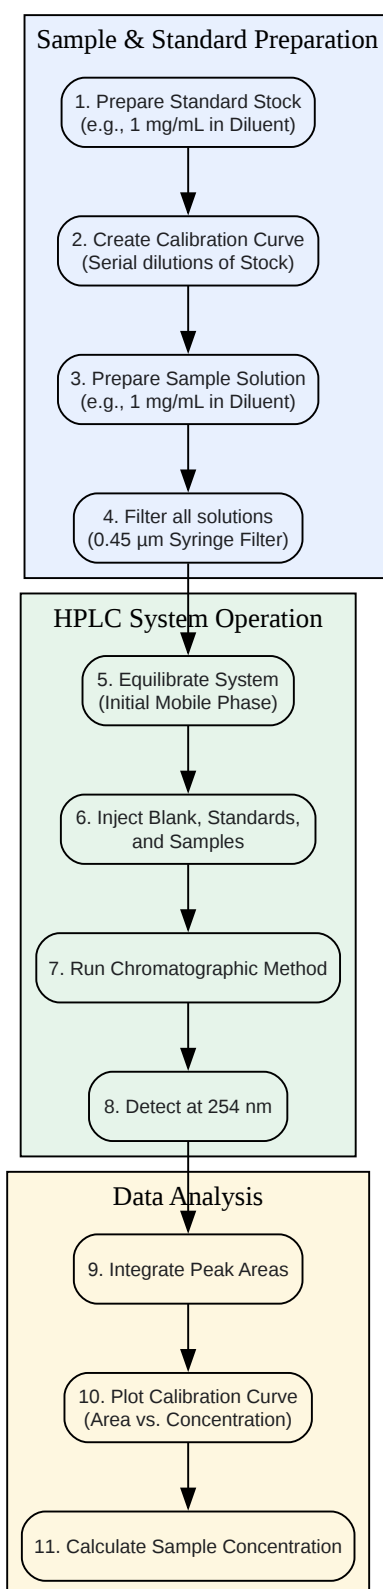 Sample & Standard Preparation
1. Prepare Standard Stock
(e.g., 1 mg/mL in Diluent)
2. Create Calibration Curve
(Serial dilutions of Stock)
3. Prepare Sample Solution
(e.g., 1 mg/mL in Diluent)
4. Filter all solutions
(0.45 µm Syringe Filter)
HPLC System Operation
5. Equilibrate System
(Initial Mobile Phase)
6. Inject Blank, Standards,
and Samples
7. Run Chromatographic Method
8. Detect at 254 nm
Data Analysis
9. Integrate Peak Areas
10. Plot Calibration Curve
(Area vs. Concentration)
11. Calculate Sample Concentration